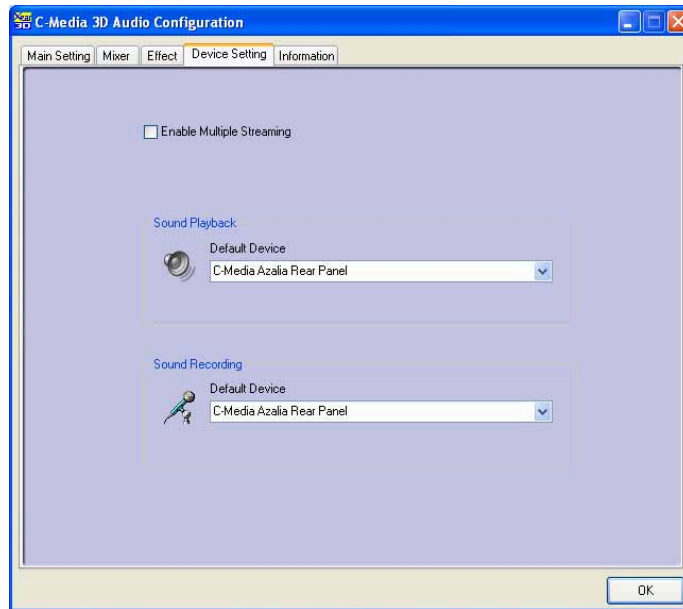 C-Media 3D Audio Configuration
Main Setting Mixer Effect Device Setting Information
Enable Multiple Streaming
Sound Playback
Default Device
C-Media Azalia Rear Panel
Sound Recording
Default Device
C-Media Azalia Rear Panel
OK